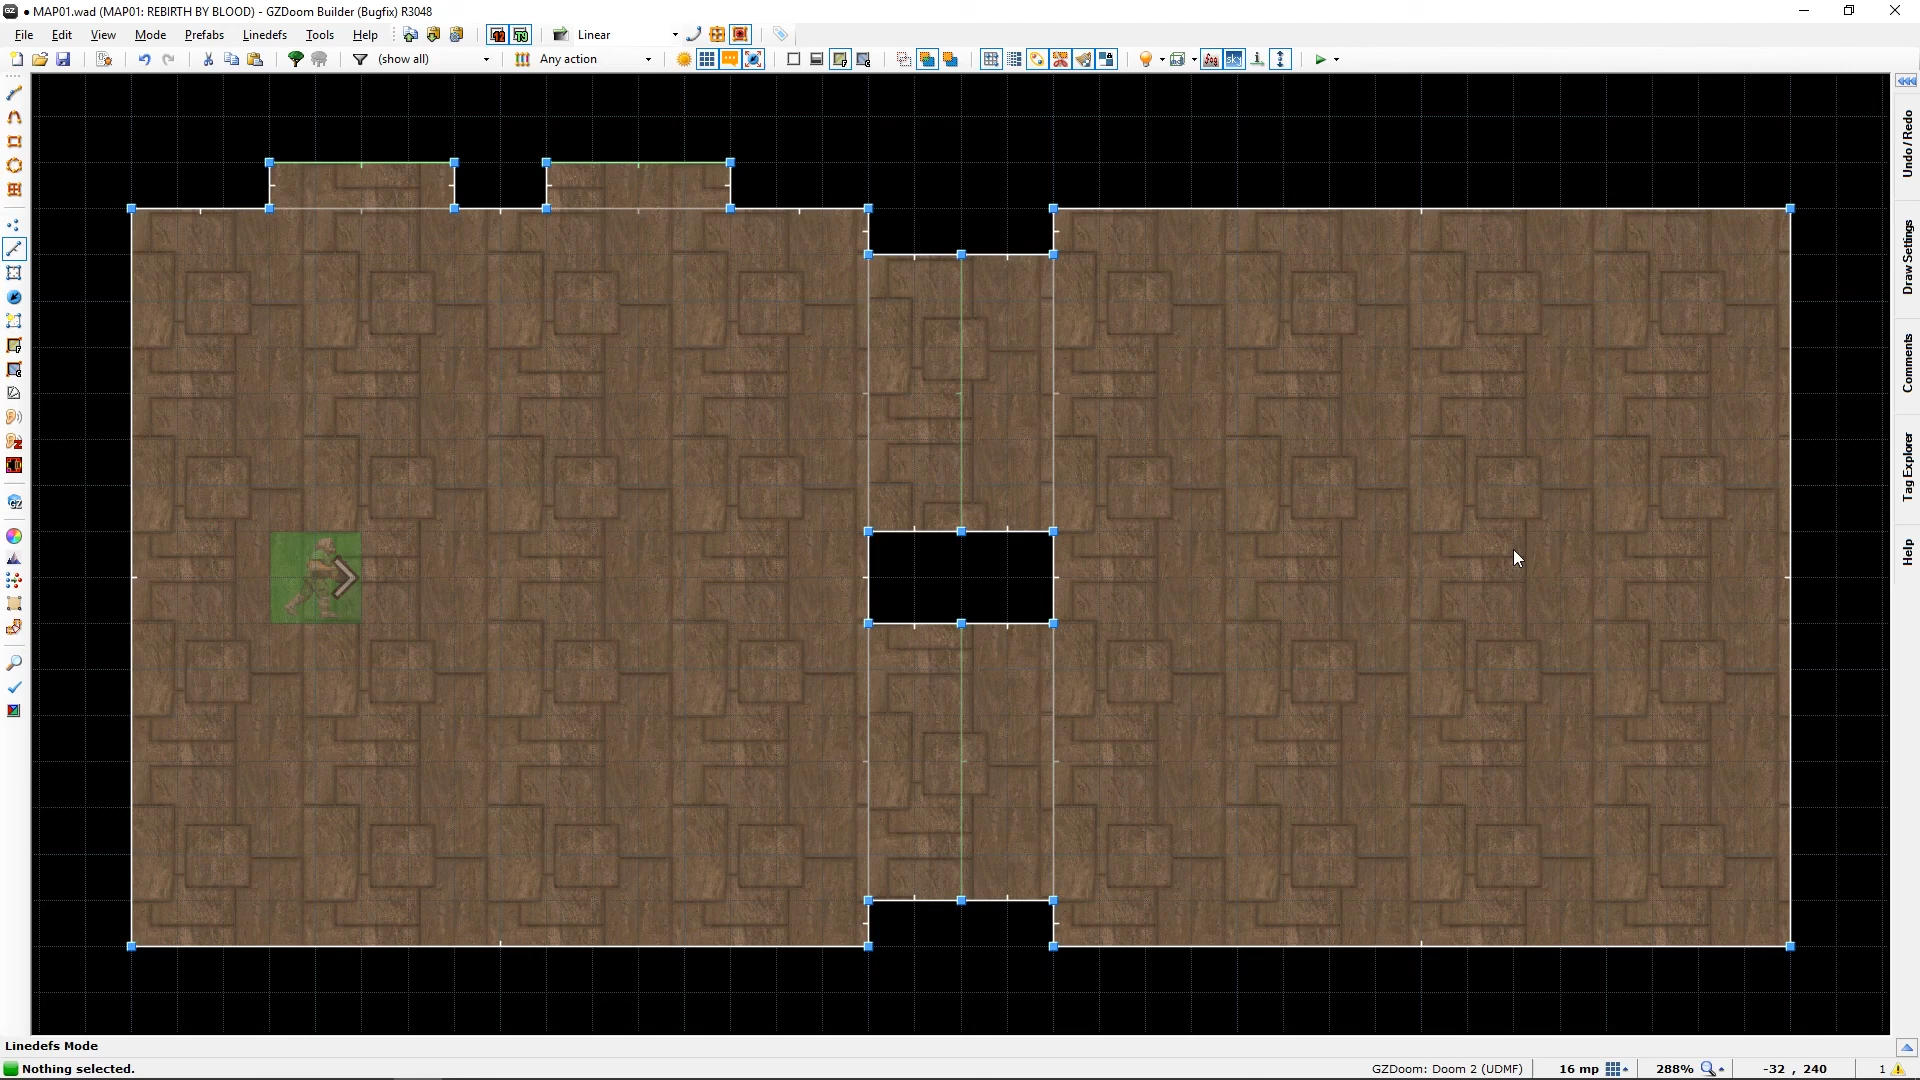 ● MAP01.wad (MAP01: REBIRTH BY BLOOD) - GZDoom Builder (Bugfix) R3048
File Edit View Mode Prefabs Linedefs Tools Help Linear
(show all) Any action
Undo / Redo
Draw Settings
Comments
Tag Explorer
Help
Linedefs Mode
Nothing selected. GZDoom: Doom 2 (UDMF) 16 mp 288% -32 , 240 1